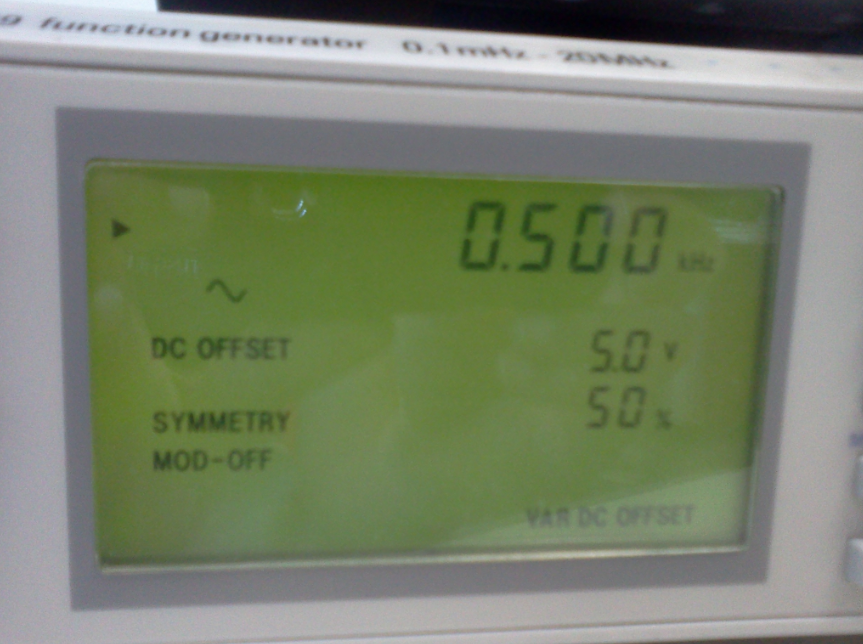 9 function generator 0.1mHz - 20MHz
0.500 kHz
DC OFFSET 5.0 V
SYMMETRY 50 %
MOD-OFF
VAR DC OFFSET